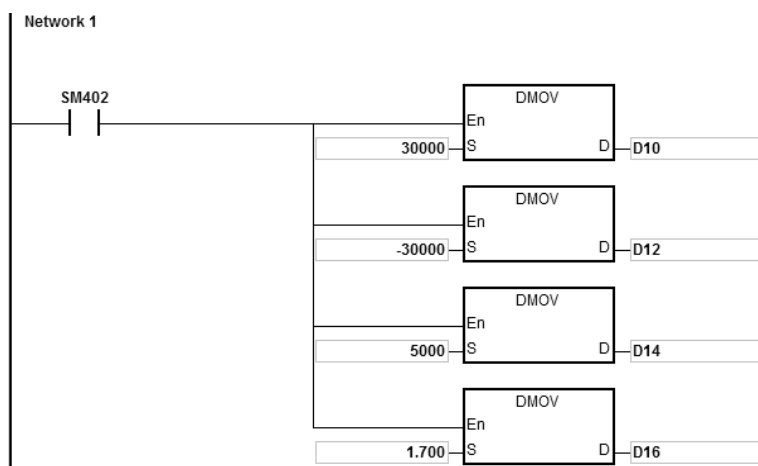 Network 1
SM402
DMOV
En
30000 S D D10
DMOV
En
-30000 S D D12
DMOV
En
5000 S D D14
DMOV
En
1.700 S D D16